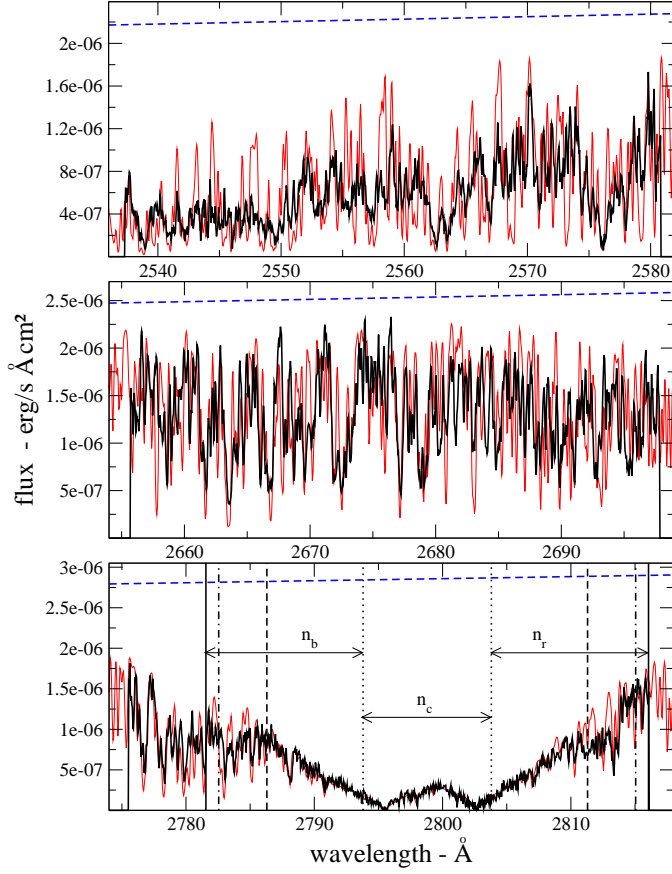 2e-06
1.6e-06
1.2e-06
8e-07
4e-07
2540 2550 2560 2570 2580
2.5e-06
2e-06
1.5e-06
1e-06
5e-07
2660 2670 2680 2690
flux - erg/s Å cm²
3e-06
2.5e-06
2e-06
1.5e-06
1e-06
5e-07
n_b n_r
n_c
2780 2790 2800 2810
wavelength - Å